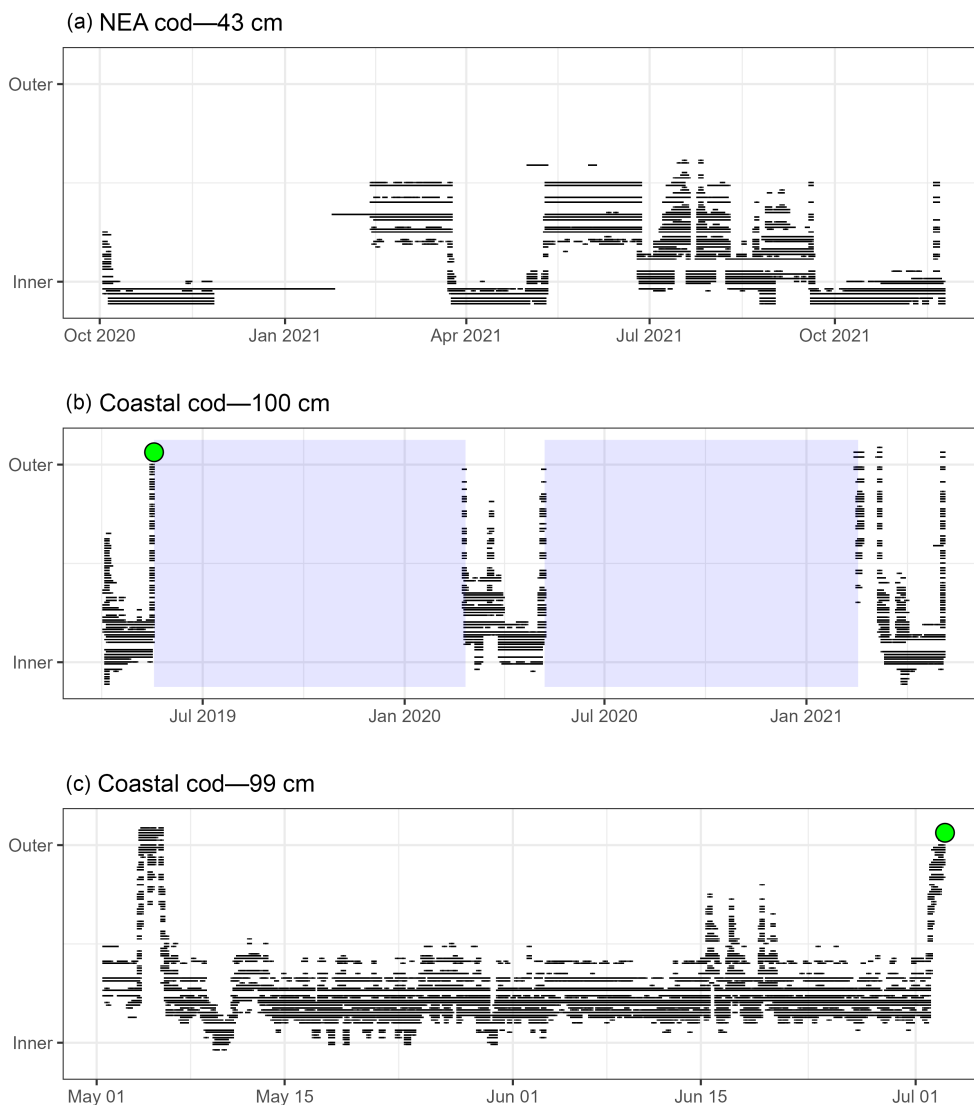 (a) NEA cod—43 cm
Outer
Inner
Oct 2020 Jan 2021 Apr 2021 Jul 2021 Oct 2021
(b) Coastal cod—100 cm
Outer
Inner
Jul 2019 Jan 2020 Jul 2020 Jan 2021
(c) Coastal cod—99 cm
Outer
Inner
May 01 May 15 Jun 01 Jun 15 Jul 01